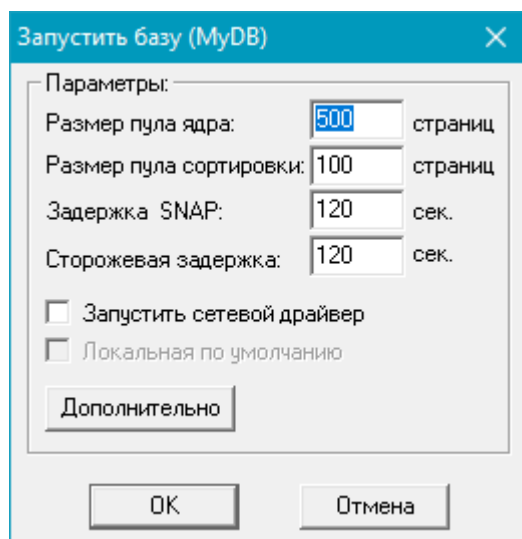 Запустить базу (MyDB)
Параметры:
Размер пула ядра: 500 страниц
Размер пула сортировки: 100 страниц
Задержка SNAP: 120 сек.
Сторожевая задержка: 120 сек.
Запустить сетевой драйвер
Локальная по умолчанию
Дополнительно
OK Отмена